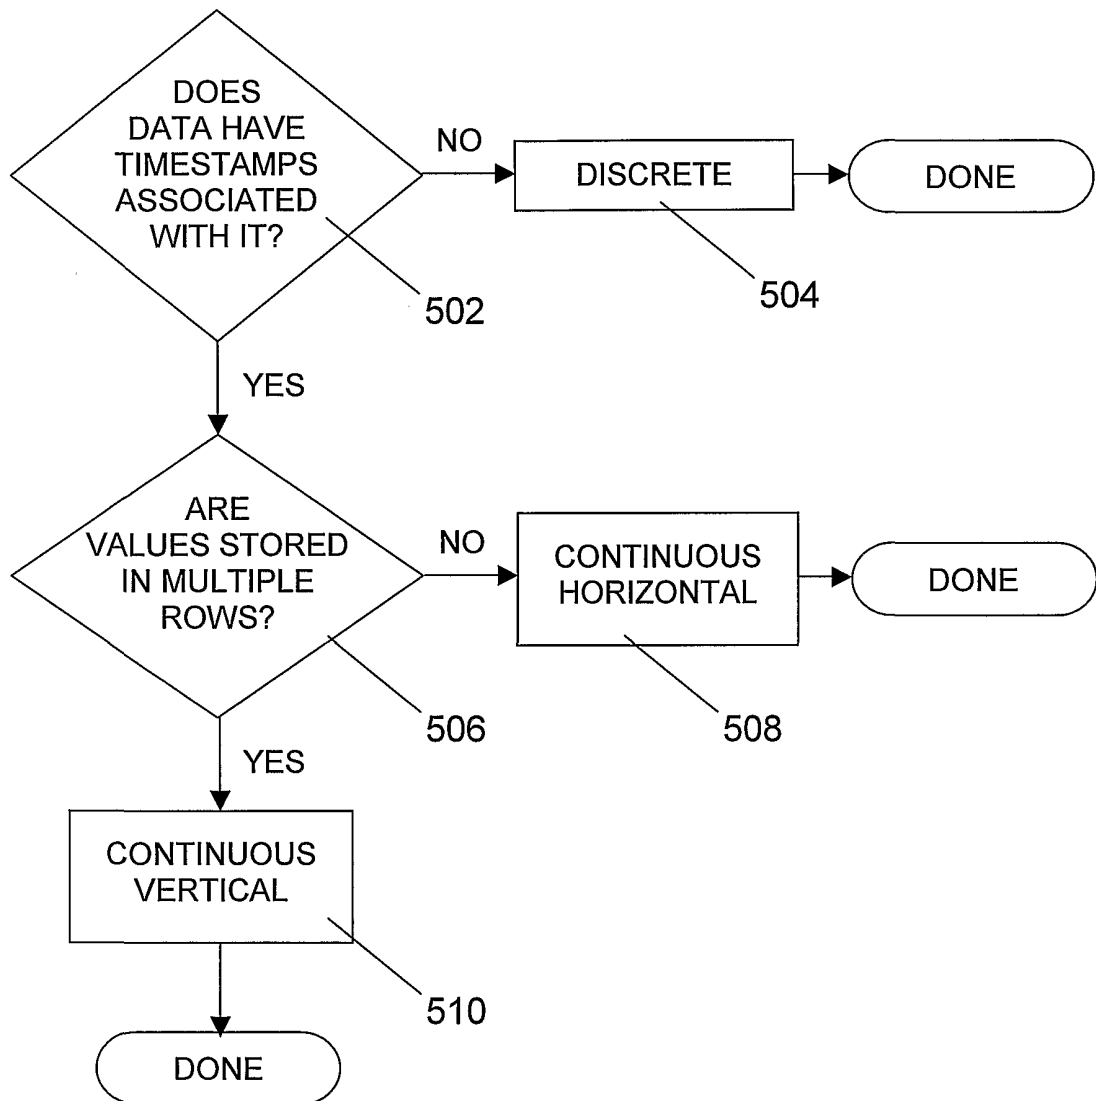 DOES
DATA HAVE
TIMESTAMPS
ASSOCIATED
WITH IT?
NO
DISCRETE
DONE
502
504
YES
ARE
VALUES STORED
IN MULTIPLE
ROWS?
NO
CONTINUOUS
HORIZONTAL
DONE
506
508
YES
CONTINUOUS
VERTICAL
510
DONE